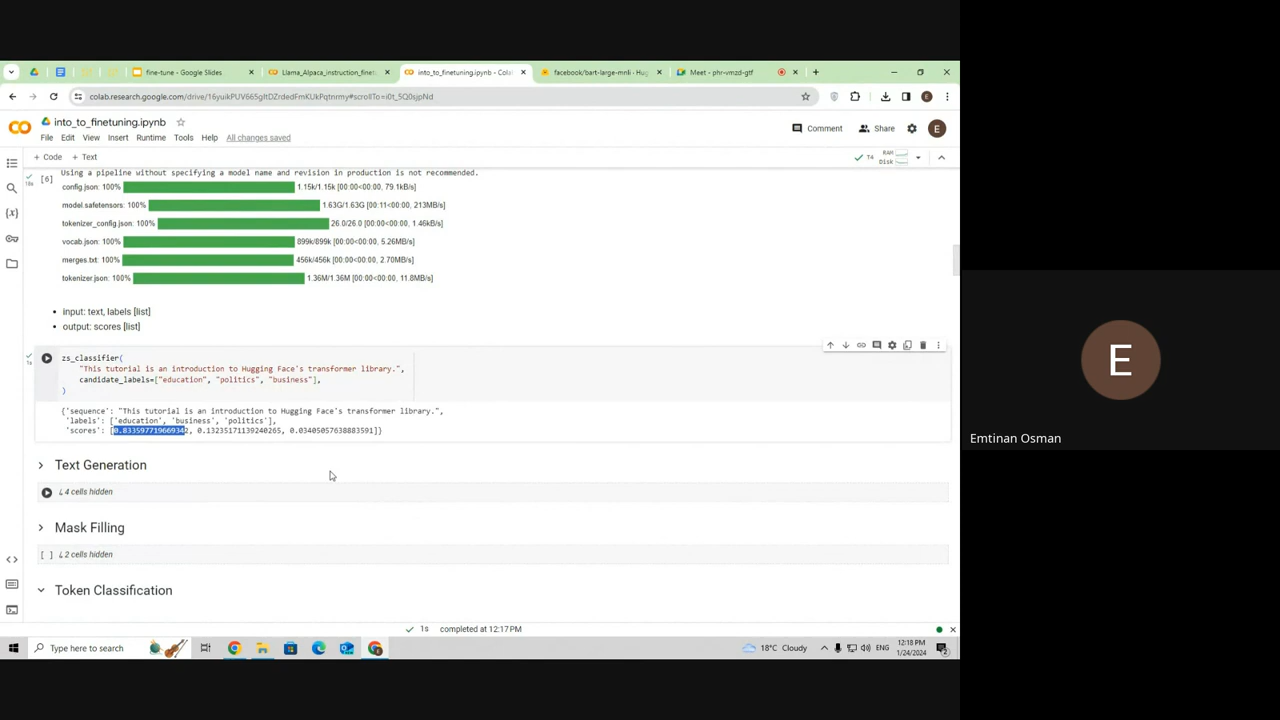 fine-tune - Google Slides
Llama_Alpaca_instruction_finet
into_to_finetuning.ipynb - Colab
facebook/bart-large-mnli · Hug
Meet - phr-vmzd-gtf
into_to_finetuning.ipynb
File Edit View Insert Runtime Tools Help All changes saved
Comment
Share
E
+ Code + Text
T4
RAM
Disk
[6]
10s
Using a pipeline without specifying a model name and revision in production is not recommended.
config.json: 100% 1.15k/1.15k [00:00<00:00, 79.1kB/s]
model.safetensors: 100% 1.63G/1.63G [00:11<00:00, 213MB/s]
tokenizer_config.json: 100% 26.0/26.0 [00:00<00:00, 1.46kB/s]
vocab.json: 100% 899k/899k [00:00<00:00, 5.26MB/s]
merges.txt: 100% 456k/456k [00:00<00:00, 2.70MB/s]
tokenizer.json: 100% 1.36M/1.36M [00:00<00:00, 11.8MB/s]
• input: text, labels [list]
• output: scores [list]
1s
zs_classifier(
"This tutorial is an introduction to Hugging Face's transformer library.",
candidate_labels=["education", "politics", "business"],
)
{'sequence': "This tutorial is an introduction to Hugging Face's transformer library.",
'labels': ['education', 'business', 'politics'],
Text Generation
4 cells hidden
Mask Filling
[ ] 2 cells hidden
Token Classification
1s completed at 12:17PM
Type here to search
18°C Cloudy
ENG
12:18 PM
1/24/2024
E
Emtinan Osman